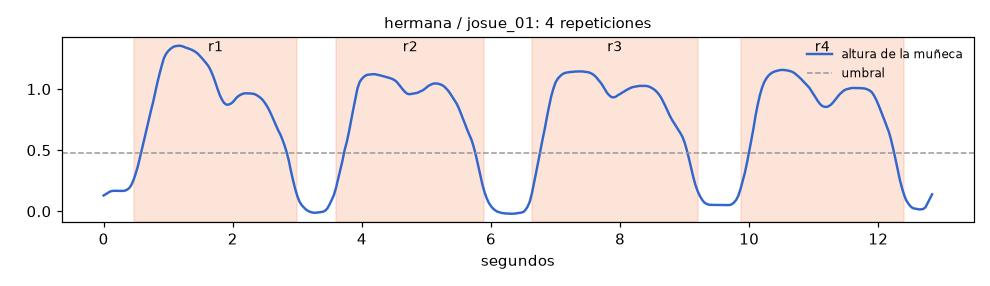 hermana / josue_01: 4 repeticiones
r1
r2
r3
r4
altura de la muñeca
umbral
1.0
0.5
0.0
0
2
4
6
8
10
12
segundos